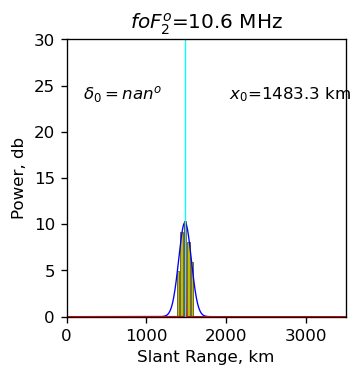 foF₂ᵒ=10.6 MHz
30
δ₀ = nanᵒ x₀=1483.3 km
25
20
15
10
5
0
Power, db
0 1000 2000 3000
Slant Range, km